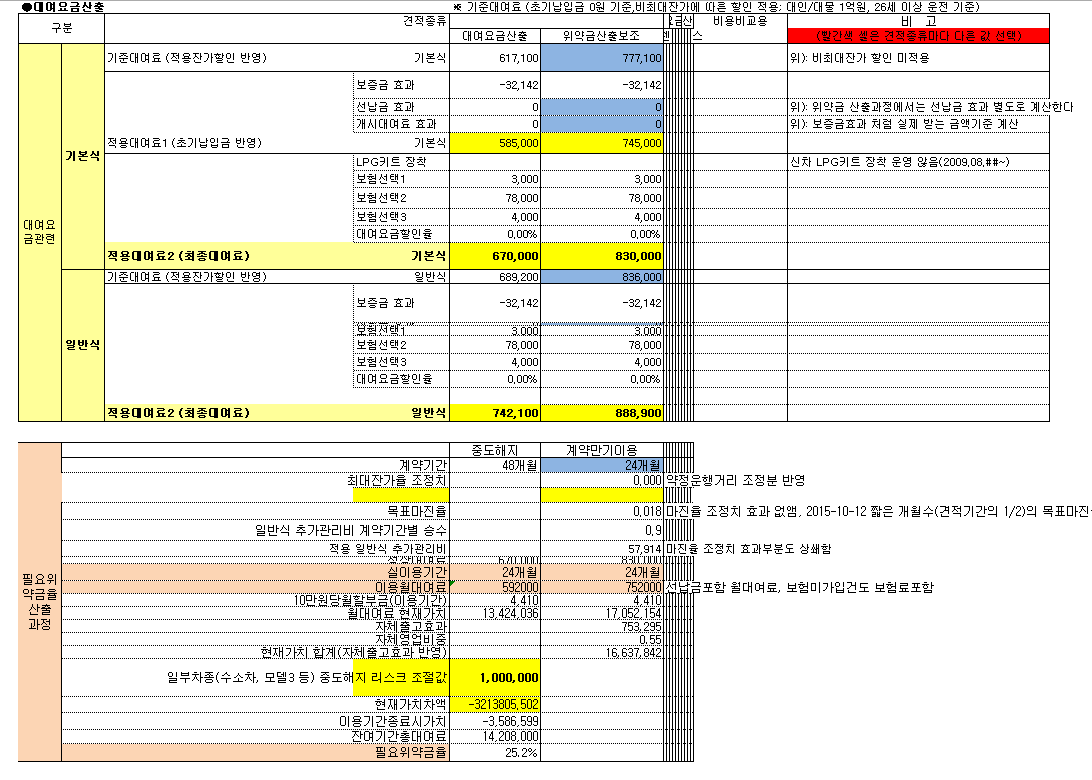 ●대여요금산출 ※ 기준대여료 (초기납입금 0원 기준,비최대잔가에 따른 할인 적용; 대인/대물 1억원, 26세 이상 운전 기준)
구분 견적종류 비용비교용 비 고
대여요금산출 위약금산출보조 (빨간색 셀은 견적종류마다 다른 값 선택)
기준대여료 (적용잔가할인 반영) 기본식 617,100 777,100 위): 비최대잔가 할인 미적용
보증금 효과 -32,142 -32,142
선납금 효과 0 0 위): 위약금 산출과정에서는 선납금 효과 별도로 계산한다
개시대여료 효과 0 0 위): 보증금효과 처럼 실제 받는 금액기준 계산
적용대여료1 (초기납입금 반영) 기본식 585,000 745,000
기본식
LPG키트 장착 신차 LPG키트 장착 운영 않음(2009.08.##~)
보험선택1 3,000 3,000
보험선택2 78,000 78,000
보험선택3 4,000 4,000
대여요금관련
대여요금할인율 0.00% 0.00%
적용대여료2 (최종대여료) 기본식 670,000 830,000
기준대여료 (적용잔가할인 반영) 일반식 689,200 836,000
보증금 효과 -32,142 -32,142
보험선택1 3,000 3,000
일반식
보험선택2 78,000 78,000
보험선택3 4,000 4,000
대여요금할인율 0.00% 0.00%
적용대여료2 (최종대여료) 일반식 742,100 888,900
중도해지 계약만기이용
계약기간 48개월 24개월
최대잔가율 조정치 0.000 약정운행거리 조정분 반영
목표마진율 0.018 마진율 조정치 효과 없앰, 2015-10-12 짧은 개월수(견적기간의 1/2)의 목표마진
일반식 추가관리비 계약기간별 승수 0.9
적용 일반식 추가관리비 57,914 마진율 조정치 효과부분도 상쇄함
670,000 830,000
필요위약금율 산출 과정
실이용기간 24개월 24개월
이용월대여료 592000 752000 선납금포함 월대여료, 보험미가입건도 보험료포함
10만원당월할부금(이용기간) 4,410 4,410
월대여료 현재가치 13,424,036 17,052,154
자체출고효과 753,295
자체영업비중 0.55
현재가치 합계(자체출고효과 반영) 16,637,842
일부차종(수소차, 모델3 등) 중도해지 리스크 조절값 1,000,000
현재가치차액 -3213805.502
이용기간종료시가치 -3,586,599
잔여기간총대여료 14,208,000
필요위약금율 25.2%